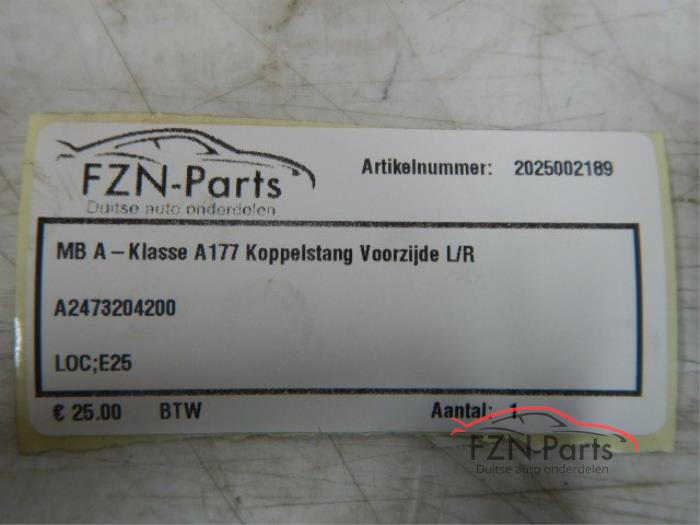 FZN-Parts
Duitse auto onderdelen
Artikelnummer: 2025002189
MB A – Klasse A177 Koppelstang Voorzijde L/R
A2473204200
LOC;E25
€ 25.00 BTW Aantal: 1
FZN-Parts
Duitse auto onderdelen